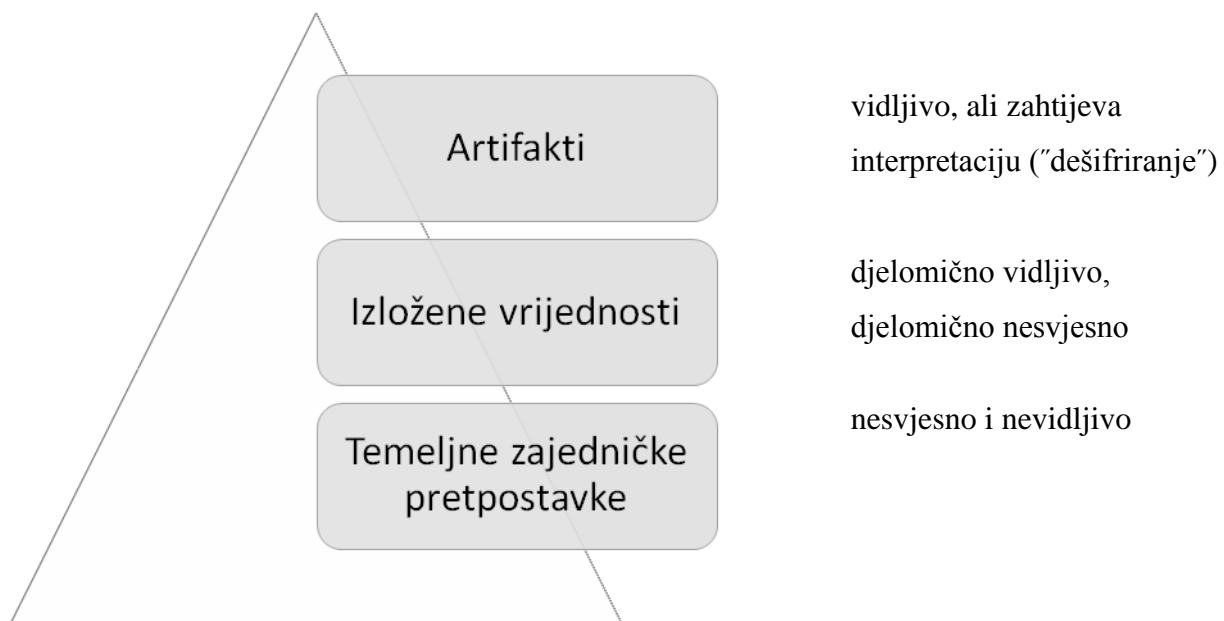 Artifakti
vidljivo, ali zahtijeva
interpretaciju (˝dešifriranje˝)
Izložene vrijednosti
djelomično vidljivo,
djelomično nesvjesno
Temeljne zajedničke
pretpostavke
nesvjesno i nevidljivo